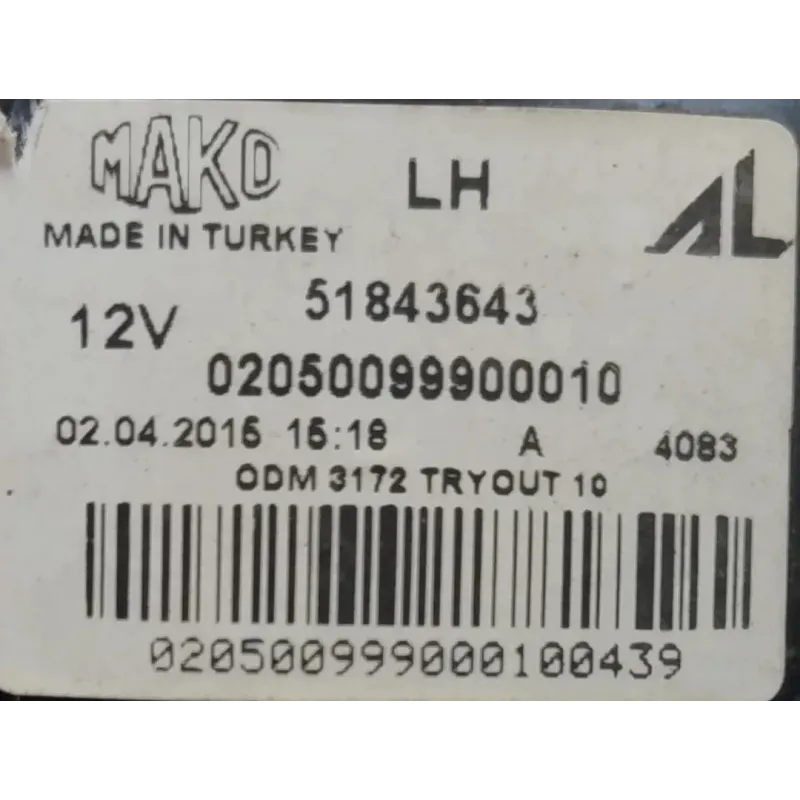 MAKO LH AL
MADE IN TURKEY
12V 51843643
02050099900010
02.04.2015 15:18 A 4083
ODM 3172 TRYOUT 10
020500999000100439